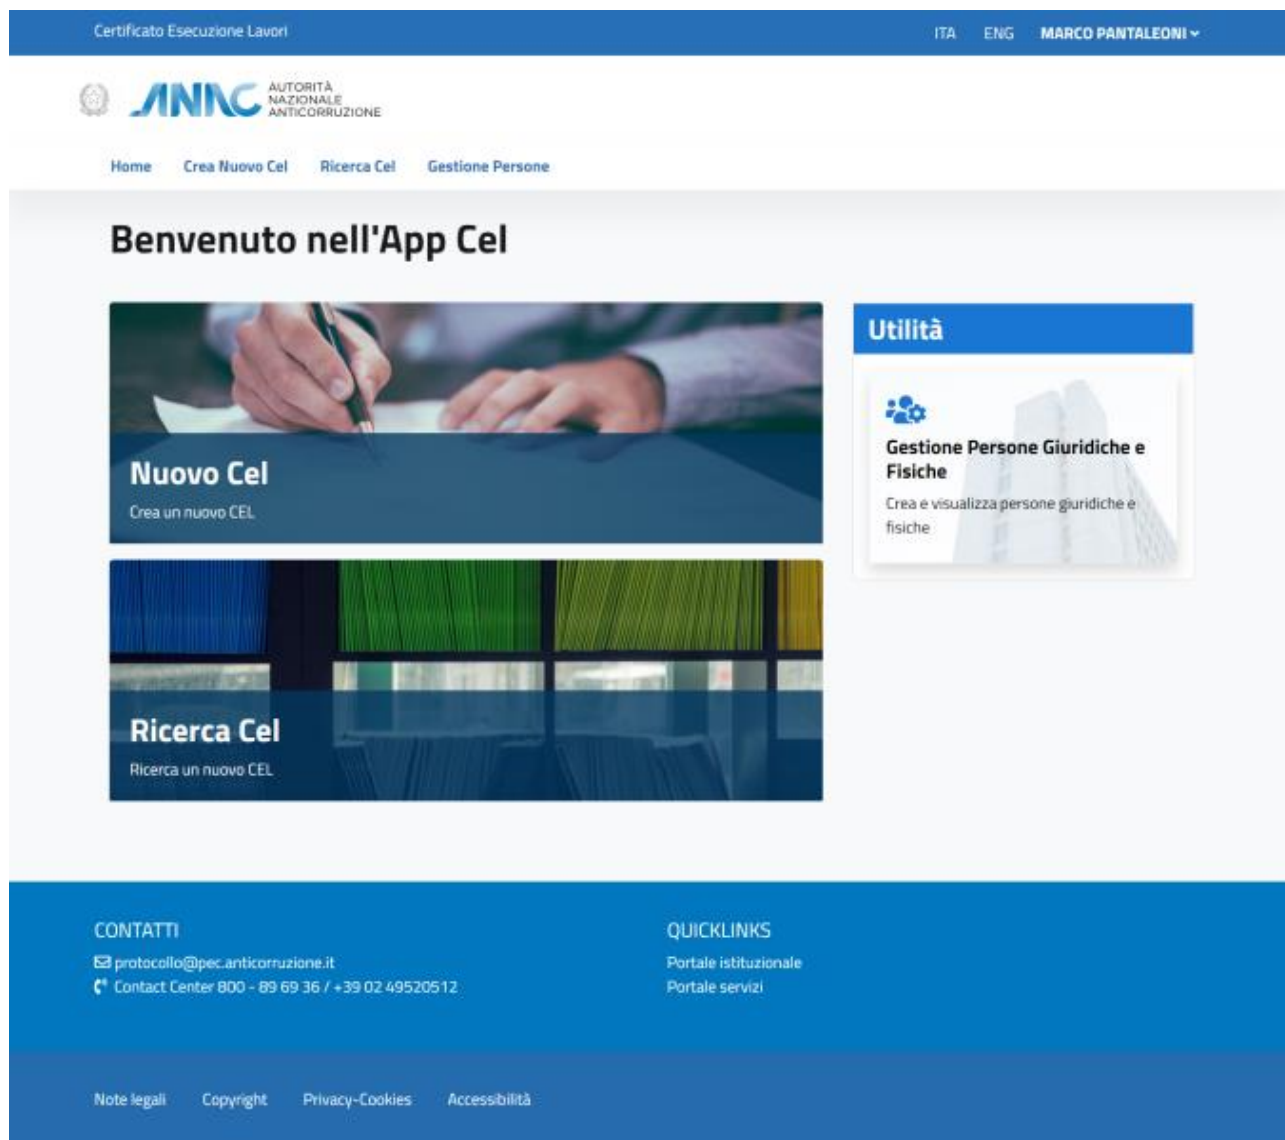 Certificato Esecuzione Lavori
ITA ENG MARCO PANTALEONI
ANAC AUTORITÀ
NAZIONALE
ANTICORRUZIONE
Home Crea Nuovo Cel Ricerca Cel Gestione Persone
Benvenuto nell'App Cel
Nuovo Cel
Crea un nuovo CEL
Ricerca Cel
Ricerca un nuovo CEL
Utilità
Gestione Persone Giuridiche e
Fisiche
Crea e visualizza persone giuridiche e
fisiche
CONTATTI
protocollo@pec.anticorruzione.it
Contact Center 800 - 89 69 36 / +39 02 49520512
QUICKLINKS
Portale istituzionale
Portale servizi
Note legali Copyright Privacy-Cookies Accessibilità